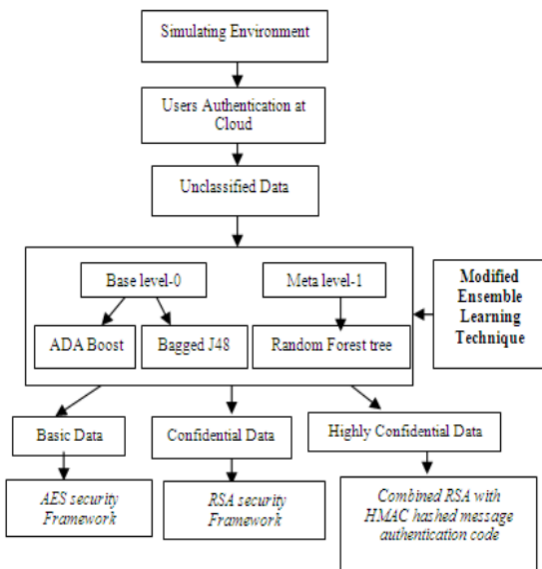 Simulating Environment
Users Authentication at
Cloud
Unclassified Data
Base level-0
Meta level-1
Modified
Ensemble
Learning
Technique
ADA Boost
Bagged J48
Random Forest tree
Basic Data
Confidential Data
Highly Confidential Data
AES security
Framework
RSA security
Framework
Combined RSA with
HMAC hashed message
authentication code